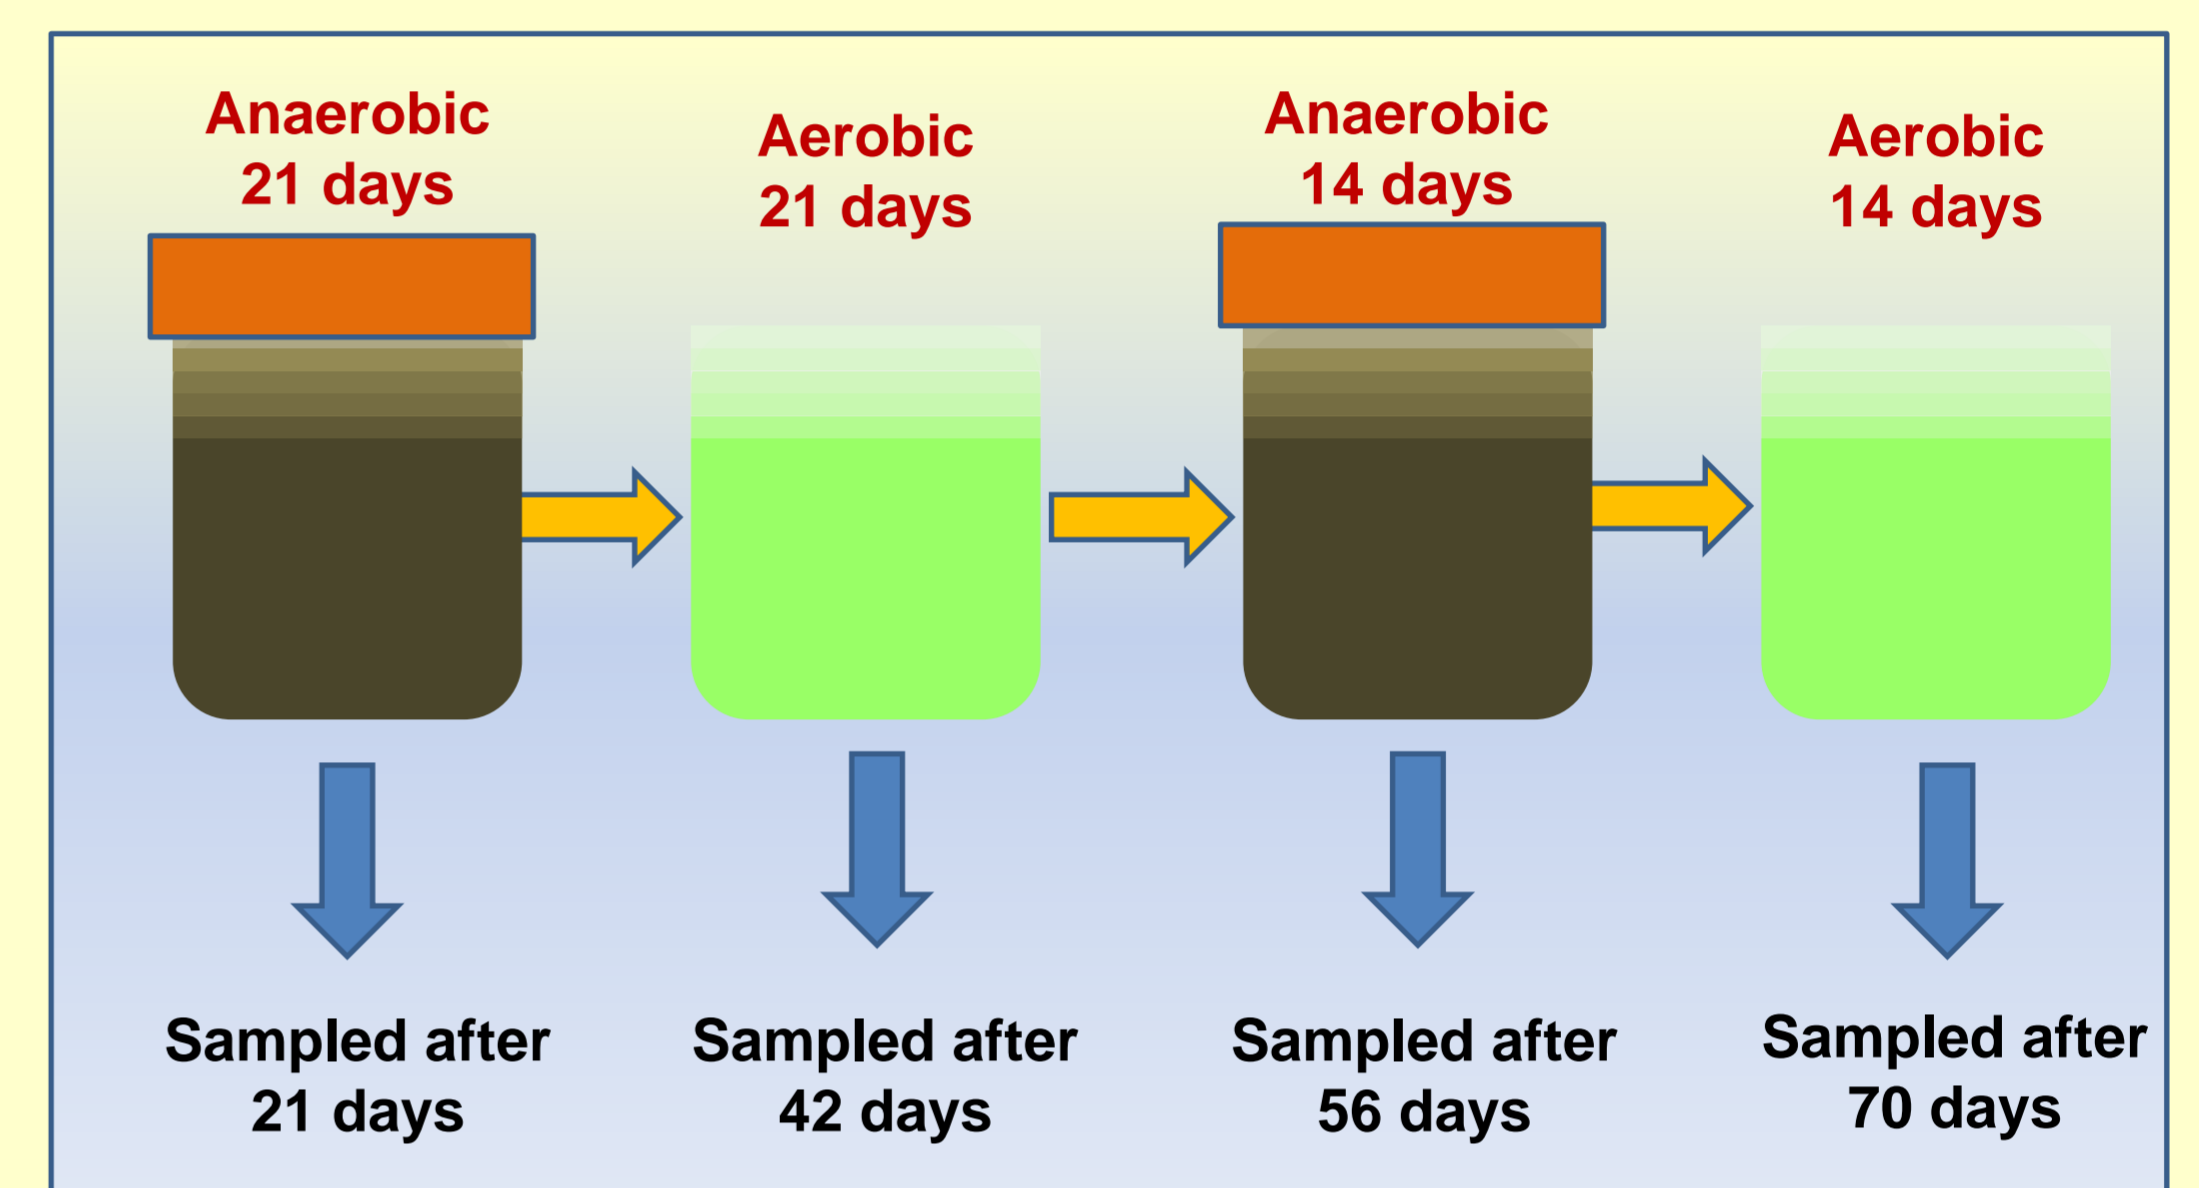 Anaerobic
21 days
Aerobic
21 days
Anaerobic
14 days
Aerobic
14 days
Sampled after
21 days
Sampled after
42 days
Sampled after
56 days
Sampled after
70 days